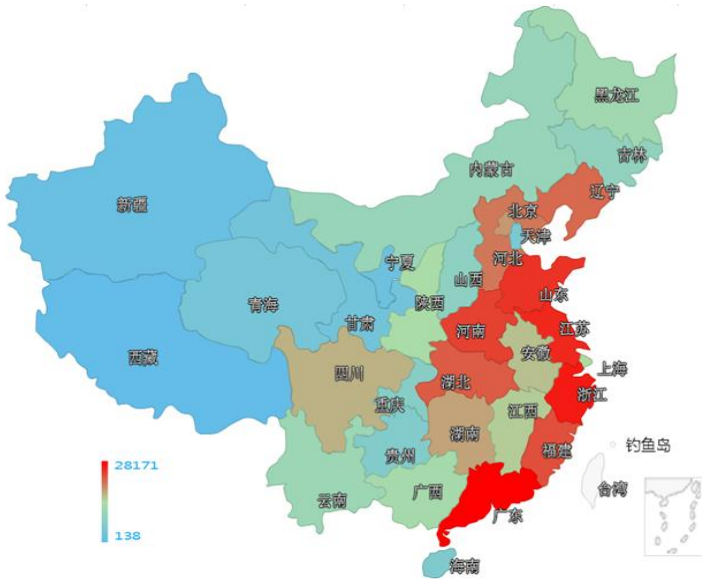 黑龙江
吉林
内蒙古
辽宁
新疆
北京
天津
宁夏
河北
山西
青海
陕西
山东
甘肃
河南
江苏
西藏
安徽
四川
上海
湖北
浙江
重庆
江西
湖南
福建
钓鱼岛
贵州
28171
广西
台湾
云南
广东
138
海南